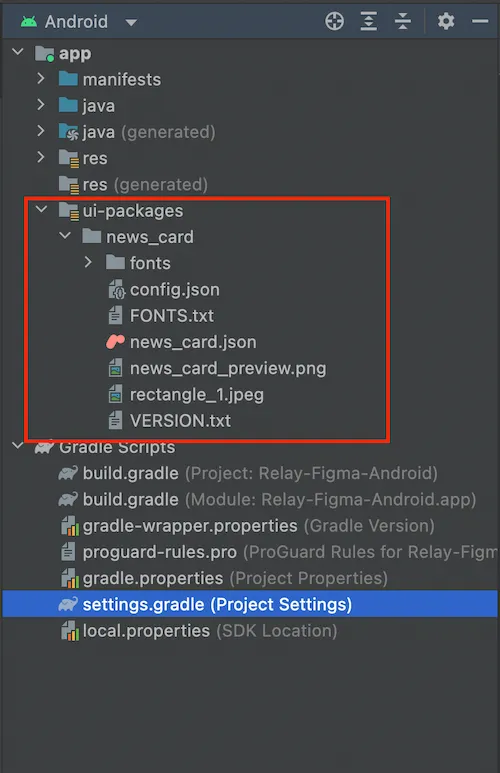 Android
app
manifests
java
java (generated)
res
res (generated)
ui-packages
news_card
fonts
config.json
FONTS.txt
news_card.json
news_card_preview.png
rectangle_1.jpeg
VERSION.txt
Gradle Scripts
build.gradle (Project: Relay-Figma-Android)
build.gradle (Module: Relay-Figma-Android.app)
gradle-wrapper.properties (Gradle Version)
proguard-rules.pro (ProGuard Rules for Relay-Figm
gradle.properties (Project Properties)
settings.gradle (Project Settings)
local.properties (SDK Location)